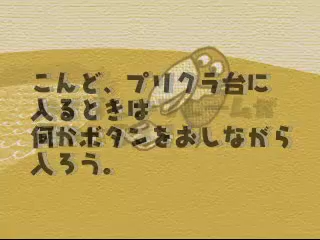 こんど、プリクラ台に
入るときは
何かボタンをおしながら
入ろう。